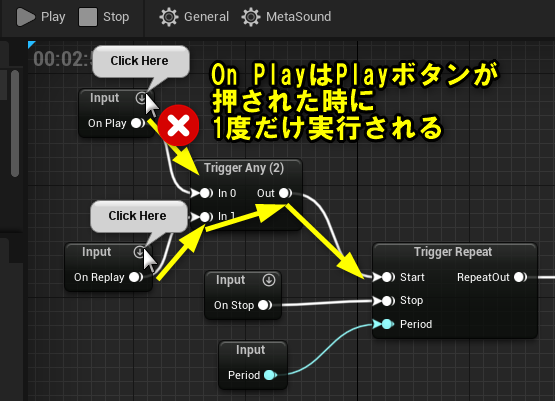 Play
Stop
General
MetaSound
00:02:5
Click Here
On PlayはPlayボタンが
押された時に
1度だけ実行される
Input
On Play
Trigger Any (2)
In 0
Out
In 1
Click Here
Input
On Replay
Trigger Repeat
Start
RepeatOut
Stop
Period
Input
On Stop
Input
Period